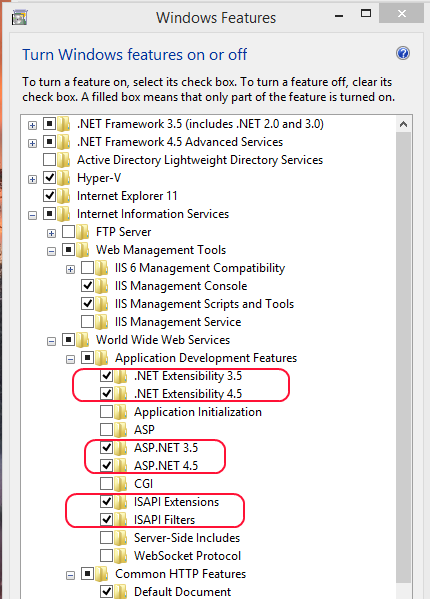 Windows Features
Turn Windows features on or off
To turn a feature on, select its check box. To turn a feature off, clear its
check box. A filled box means that only part of the feature is turned on.
.NET Framework 3.5 (includes .NET 2.0 and 3.0)
.NET Framework 4.5 Advanced Services
Active Directory Lightweight Directory Services
Hyper-V
Internet Explorer 11
Internet Information Services
FTP Server
Web Management Tools
IIS 6 Management Compatibility
IIS Management Console
IIS Management Scripts and Tools
IIS Management Service
World Wide Web Services
Application Development Features
.NET Extensibility 3.5
.NET Extensibility 4.5
Application Initialization
ASP
ASP.NET 3.5
ASP.NET 4.5
CGI
ISAPI Extensions
ISAPI Filters
Server-Side Includes
WebSocket Protocol
Common HTTP Features
Default Document